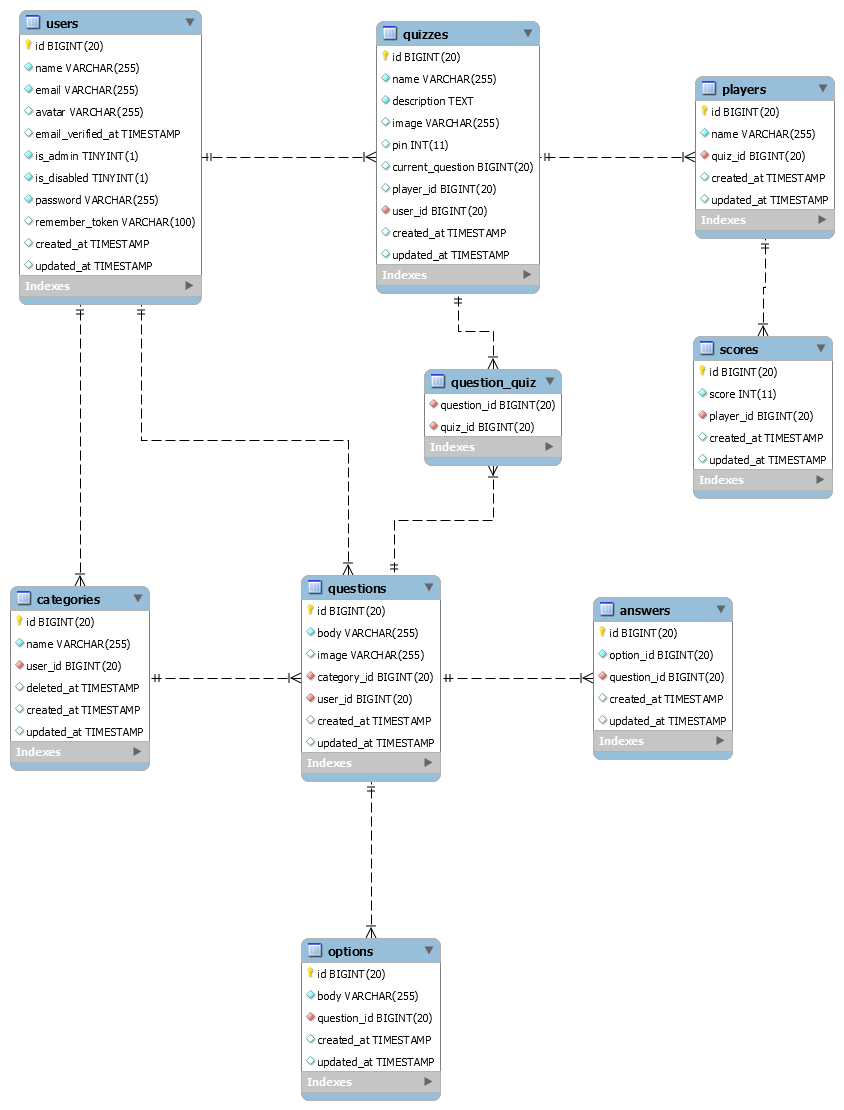 users
id BIGINT(20)
name VARCHAR(255)
email VARCHAR(255)
avatar VARCHAR(255)
email_verified_at TIMESTAMP
is_admin TINYINT(1)
is_disabled TINYINT(1)
password VARCHAR(255)
remember_token VARCHAR(100)
created_at TIMESTAMP
updated_at TIMESTAMP
Indexes
quizzes
id BIGINT(20)
name VARCHAR(255)
description TEXT
image VARCHAR(255)
pin INT(11)
current_question BIGINT(20)
player_id BIGINT(20)
user_id BIGINT(20)
created_at TIMESTAMP
updated_at TIMESTAMP
Indexes
players
id BIGINT(20)
name VARCHAR(255)
quiz_id BIGINT(20)
created_at TIMESTAMP
updated_at TIMESTAMP
Indexes
scores
id BIGINT(20)
score INT(11)
player_id BIGINT(20)
created_at TIMESTAMP
updated_at TIMESTAMP
Indexes
question_quiz
question_id BIGINT(20)
quiz_id BIGINT(20)
Indexes
categories
id BIGINT(20)
name VARCHAR(255)
user_id BIGINT(20)
deleted_at TIMESTAMP
created_at TIMESTAMP
updated_at TIMESTAMP
Indexes
questions
id BIGINT(20)
body VARCHAR(255)
image VARCHAR(255)
category_id BIGINT(20)
user_id BIGINT(20)
created_at TIMESTAMP
updated_at TIMESTAMP
Indexes
answers
id BIGINT(20)
option_id BIGINT(20)
question_id BIGINT(20)
created_at TIMESTAMP
updated_at TIMESTAMP
Indexes
options
id BIGINT(20)
body VARCHAR(255)
question_id BIGINT(20)
created_at TIMESTAMP
updated_at TIMESTAMP
Indexes